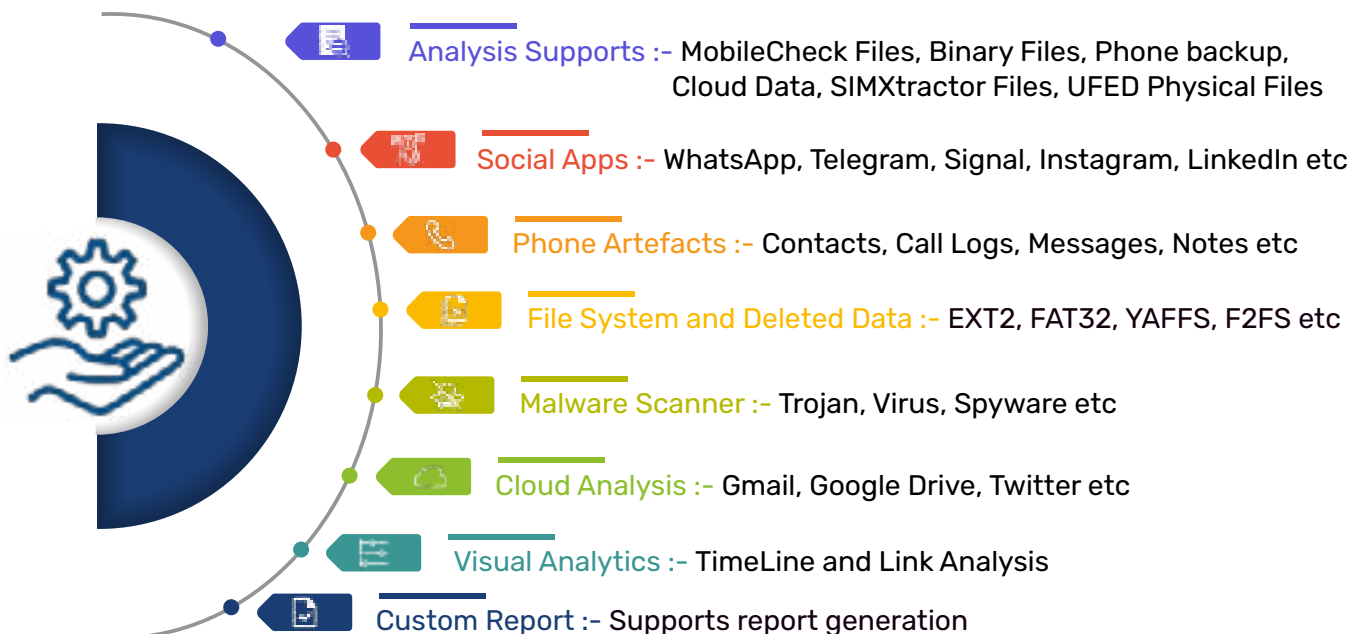 Analysis Supports :- MobileCheck Files, Binary Files, Phone backup,
Cloud Data, SIMXtractor Files, UFED Physical Files
Social Apps :- WhatsApp, Telegram, Signal, Instagram, LinkedIn etc
Phone Artefacts :- Contacts, Call Logs, Messages, Notes etc
File System and Deleted Data :- EXT2, FAT32, YAFFS, F2FS etc
Malware Scanner :- Trojan, Virus, Spyware etc
Cloud Analysis :- Gmail, Google Drive, Twitter etc
Visual Analytics :- TimeLine and Link Analysis
Custom Report :- Supports report generation